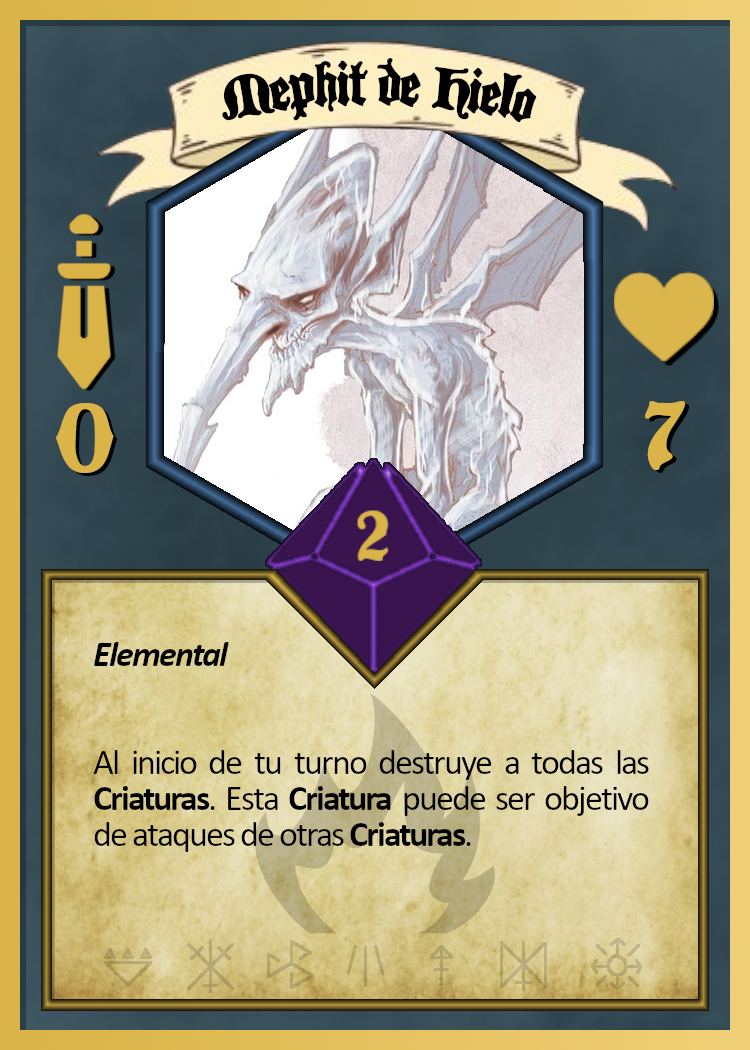 Mephit de Hielo
0
7
2
Elemental
Al inicio de tu turno destruye a todas las
Criaturas. Esta Criatura puede ser objetivo
de ataques de otras Criaturas.